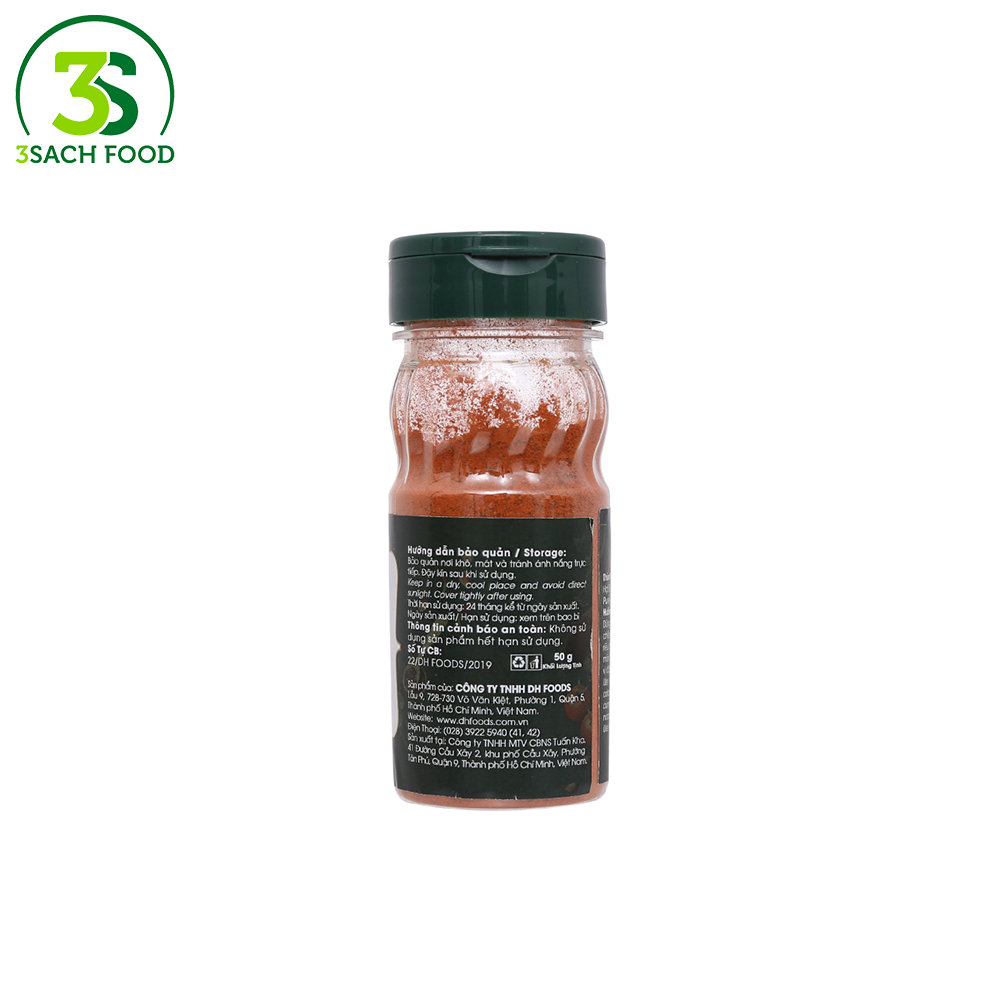 3S
3SACH FOOD
Hướng dẫn bảo quản / Storage:
Bảo quản nơi khô, mát và tránh ánh nắng trực
tiếp. Đậy kín sau khi sử dụng.
Keep in a dry, cool place and avoid direct
sunlight. Cover tightly after using.
Thời hạn sử dụng: 24 tháng kể từ ngày sản xuất.
Ngày sản xuất/ Hạn sử dụng: xem trên bao bì
Thông tin cảnh báo an toàn: Không sử
dụng sản phẩm hết hạn sử dụng.
Số Tự CB:
22/DH FOODS/2019
50 g
Khối lượng tịnh
Sản phẩm của: CÔNG TY TNHH DH FOODS
Lầu 9, 728-730 Võ Văn Kiệt, Phường 1, Quận 5,
Thành phố Hồ Chí Minh, Việt Nam.
Website: www.dhfoods.com.vn
Điện Thoại: (028) 3922 5940 (41, 42)
Sản xuất tại: Công ty TNHH MTV CBNS Tuấn Kha.
41 Đường Cầu Xây 2, khu phố Cầu Xây, Phường
Tân Phú, Quận 9, Thành phố Hồ Chí Minh, Việt Nam.